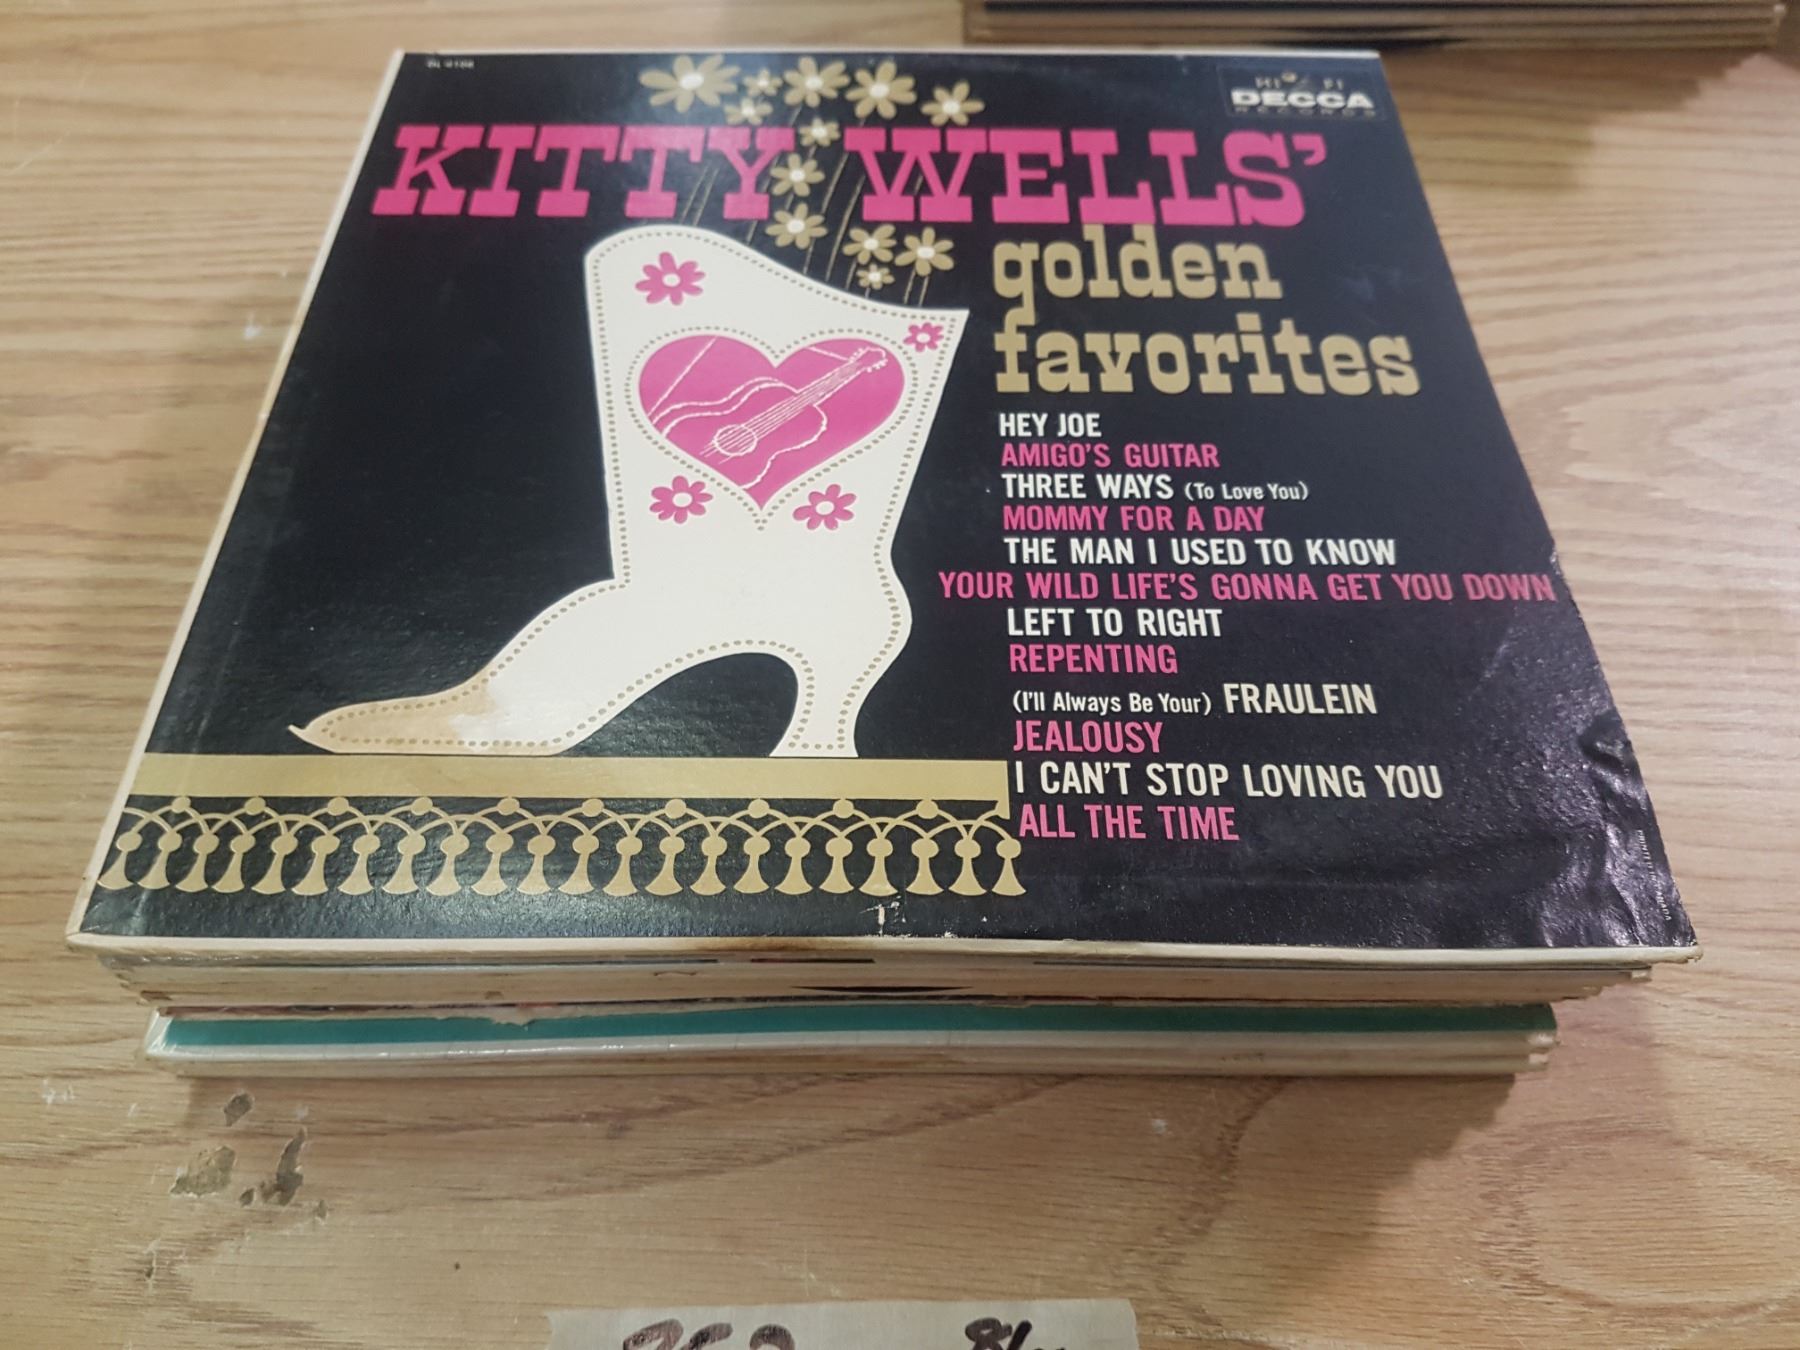 DL 4108
HI FI
DECCA
RECORDS
KITTY WELLS'
golden
favorites
HEY JOE
AMIGO'S GUITAR
THREE WAYS (To Love You)
MOMMY FOR A DAY
THE MAN I USED TO KNOW
YOUR WILD LIFE'S GONNA GET YOU DOWN
LEFT TO RIGHT
REPENTING
(I'll Always Be Your) FRAULEIN
JEALOUSY
I CAN'T STOP LOVING YOU
ALL THE TIME